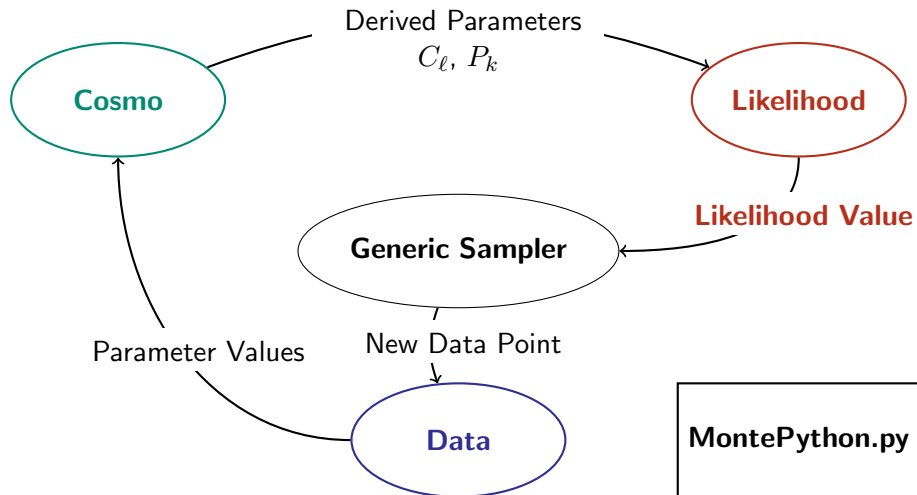 Derived Parameters
Cℓ, Pk
Cosmo
Likelihood
Likelihood Value
Generic Sampler
New Data Point
Parameter Values
Data
MontePython.py